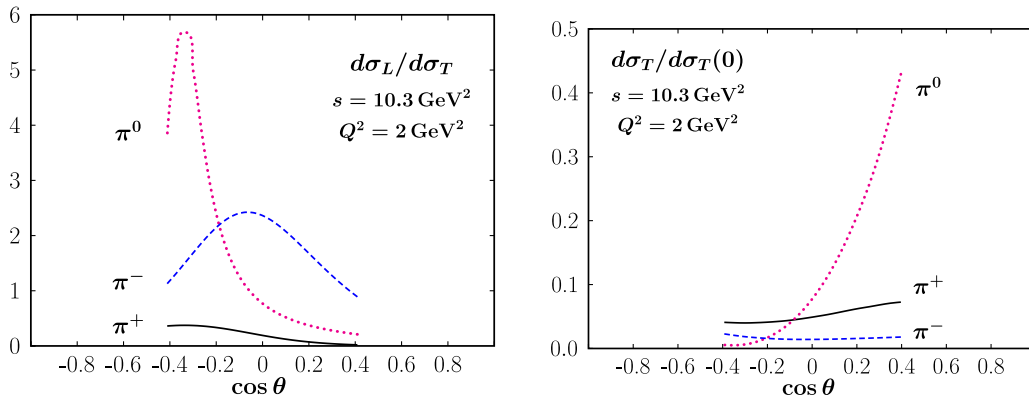 6
5
4
3
2
1
0
dσ_L/dσ_T
s = 10.3 GeV²
Q² = 2 GeV²
π⁰
π⁻
π⁺
-0.8 -0.6 -0.4 -0.2 0 0.2 0.4 0.6 0.8
cos θ
0.5
0.4
0.3
0.2
0.1
0.0
dσ_T/dσ_T(0)
s = 10.3 GeV²
Q² = 2 GeV²
π⁰
π⁺
π⁻
-0.8 -0.6 -0.4 -0.2 0 0.2 0.4 0.6 0.8
cos θ